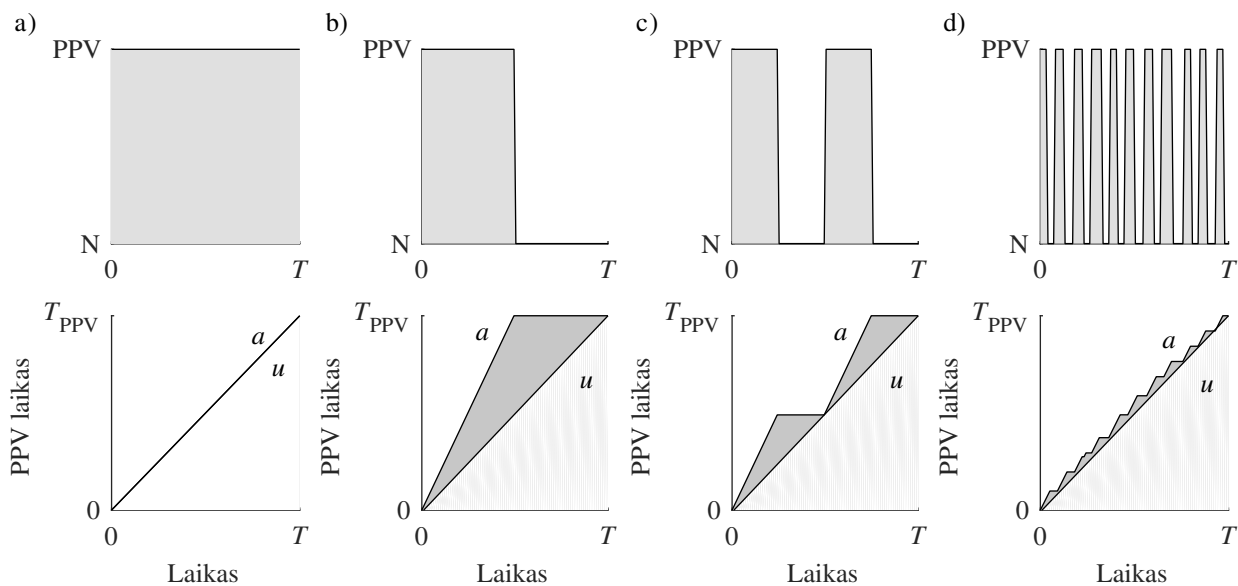 a) b) c) d)
PPV PPV PPV PPV
N N N N
0 T 0 T 0 T 0 T
T_PPV T_PPV T_PPV T_PPV
a a a a
u u u u
PPV laikas PPV laikas PPV laikas PPV laikas
0 0 0 0
0 T 0 T 0 T 0 T
Laikas Laikas Laikas Laikas